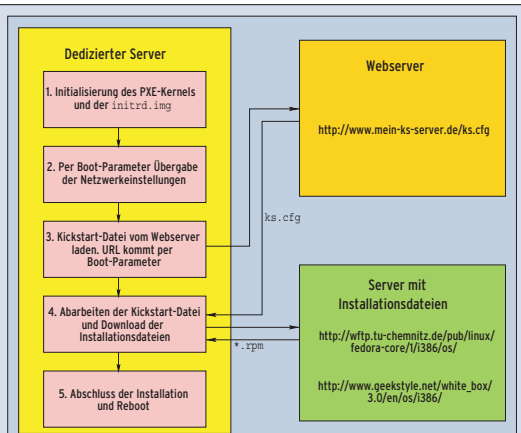 Dedizierter Server
1. Initialisierung des PXE-Kernels
und der initrd.img
2. Per Boot-Parameter Übergabe
der Netzwerkeinstellungen
3. Kickstart-Datei vom Webserver
laden. URL kommt per
Boot-Parameter
4. Abarbeiten der Kickstart-Datei
und Download der
Installationsdateien
5. Abschluss der Installation
und Reboot
ks.cfg
*.rpm
Webserver
http://www.mein-ks-server.de/ks.cfg
Server mit
Installationsdateien
http://wftp.tu-chemnitz.de/pub/linux/
fedora-core/1/i386/os/
http://www.geekstyle.net/white_box/
3.0/en/os/i386/